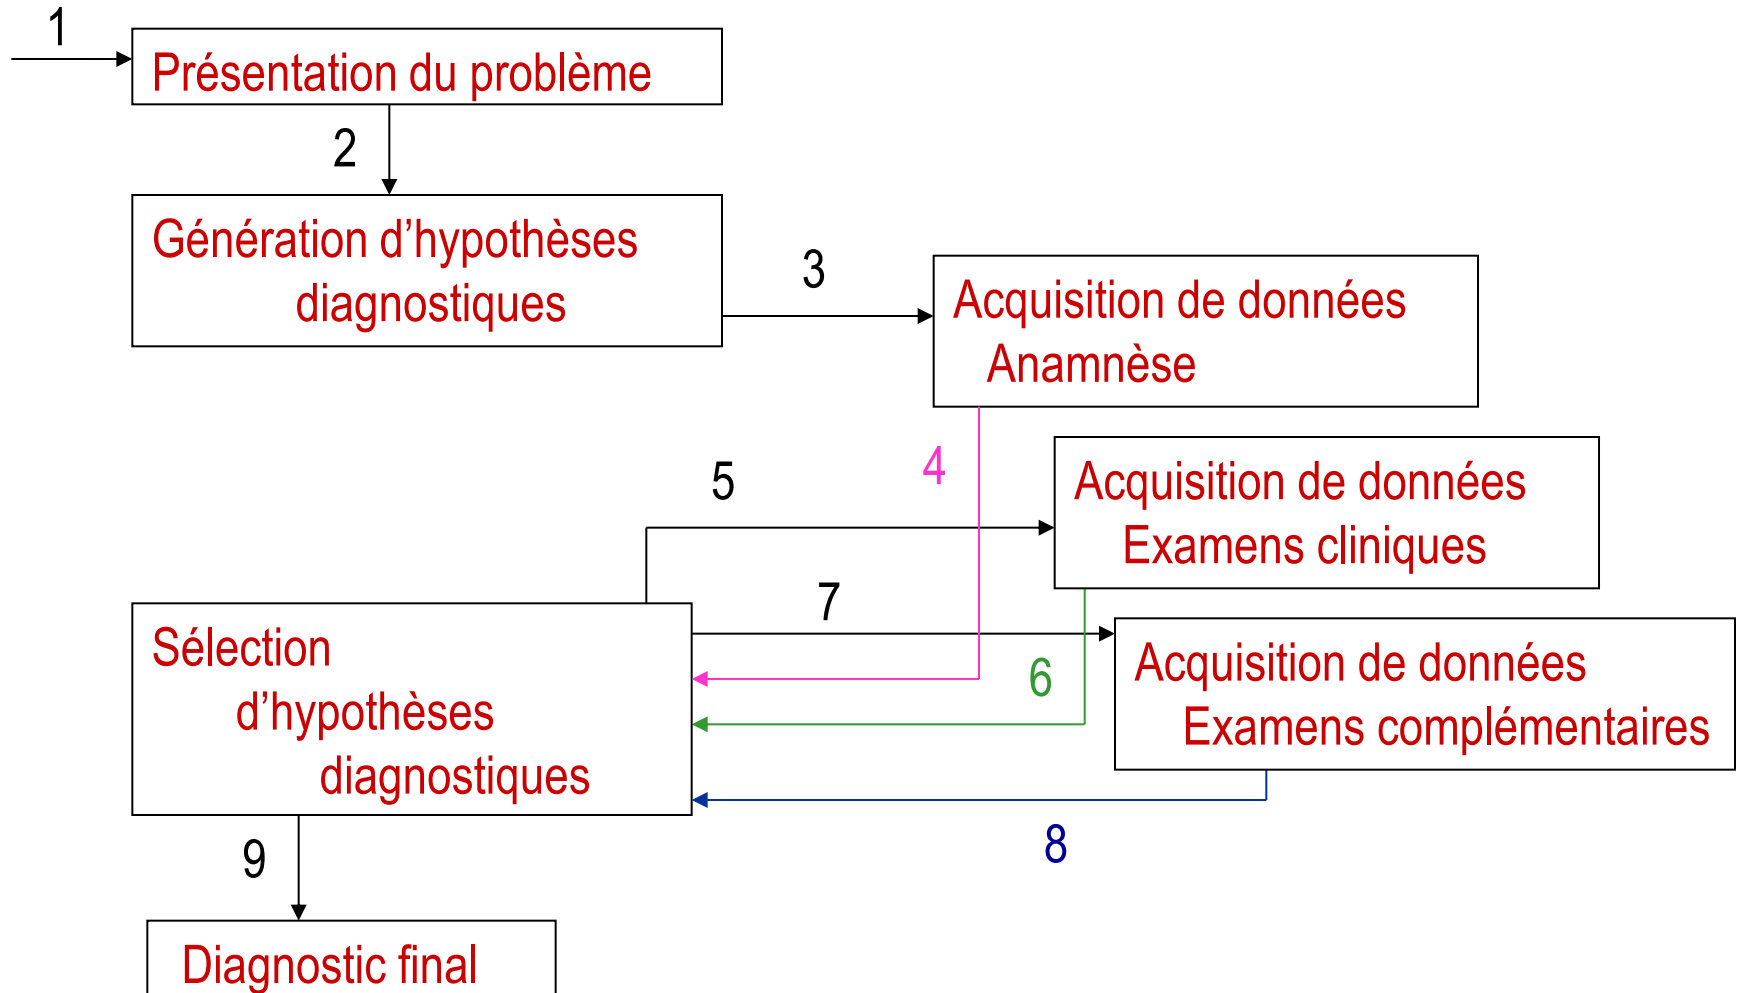 1
Présentation du problème
2
Génération d’hypothèses
diagnostiques
3
Acquisition de données
Anamnèse
4
5
Acquisition de données
Examens cliniques
7
Sélection
d’hypothèses
diagnostiques
6
Acquisition de données
Examens complémentaires
8
9
Diagnostic final